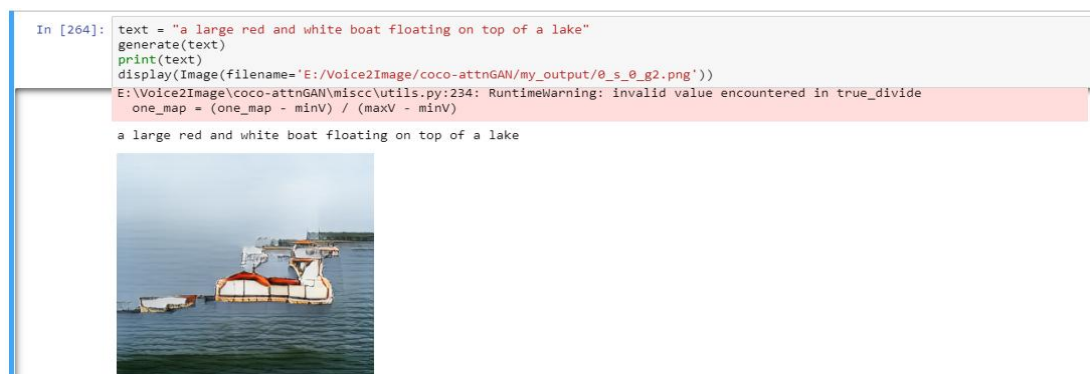 In [264]: text = "a large red and white boat floating on top of a lake"
generate(text)
print(text)
display(Image(filename='E:/Voice2Image/coco-attnGAN/my_output/0_s_0_g2.png'))
E:\Voice2Image\coco-attnGAN\miscc\utils.py:234: RuntimeWarning: invalid value encountered in true_divide
one_map = (one_map - minV) / (maxV - minV)
a large red and white boat floating on top of a lake